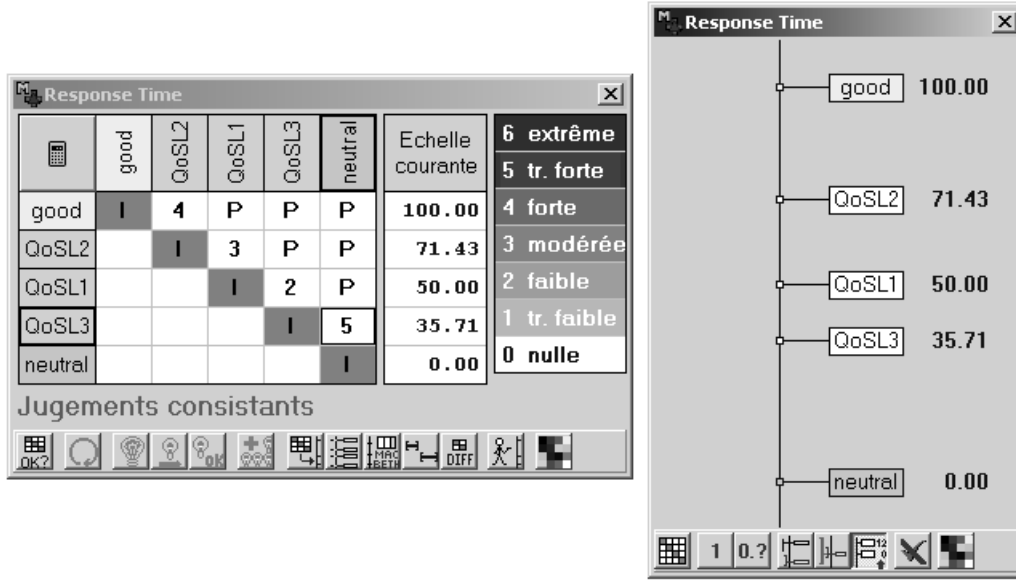 Response Time
good QoSL2 QoSL1 QoSL3 neutral Echelle courante
good I 4 P P P 100.00
QoSL2 I 3 P P 71.43
QoSL1 I 2 P 50.00
QoSL3 I 5 35.71
neutral I 0.00
6 extrême
5 tr. forte
4 forte
3 modérée
2 faible
1 tr. faible
0 nulle
Jugements consistants
OK? OK MAC BETH DIFF
Response Time
good 100.00
QoSL2 71.43
QoSL1 50.00
QoSL3 35.71
neutral 0.00
1 0.?